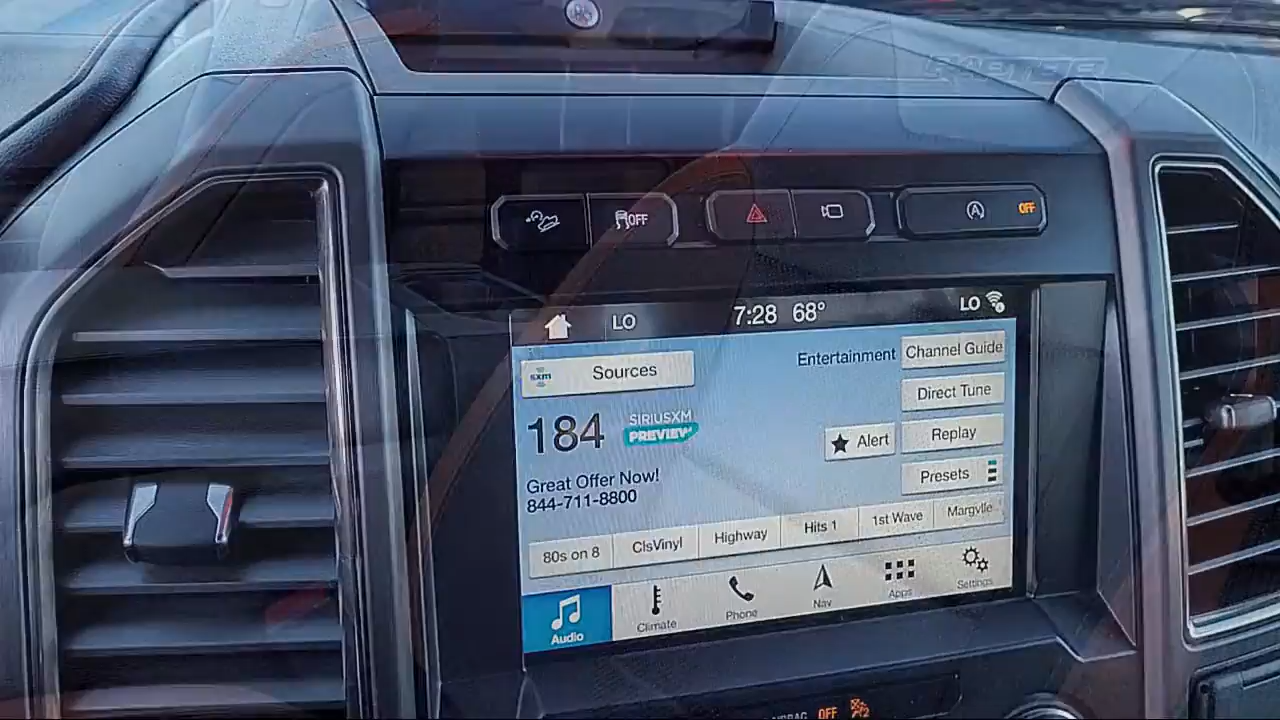 OFF
A
OFF
LO
7:28 68°
LO
sxm Sources
Entertainment
Channel Guide
Direct Tune
184
SIRIUSXM
PREVIEW
Alert
Replay
Presets
Great Offer Now!
844-711-8800
80s on 8
ClsVinyl
Highway
Hits 1
1st Wave
Margvlle
Audio
Climate
Phone
Nav
Apps
Settings
OFF